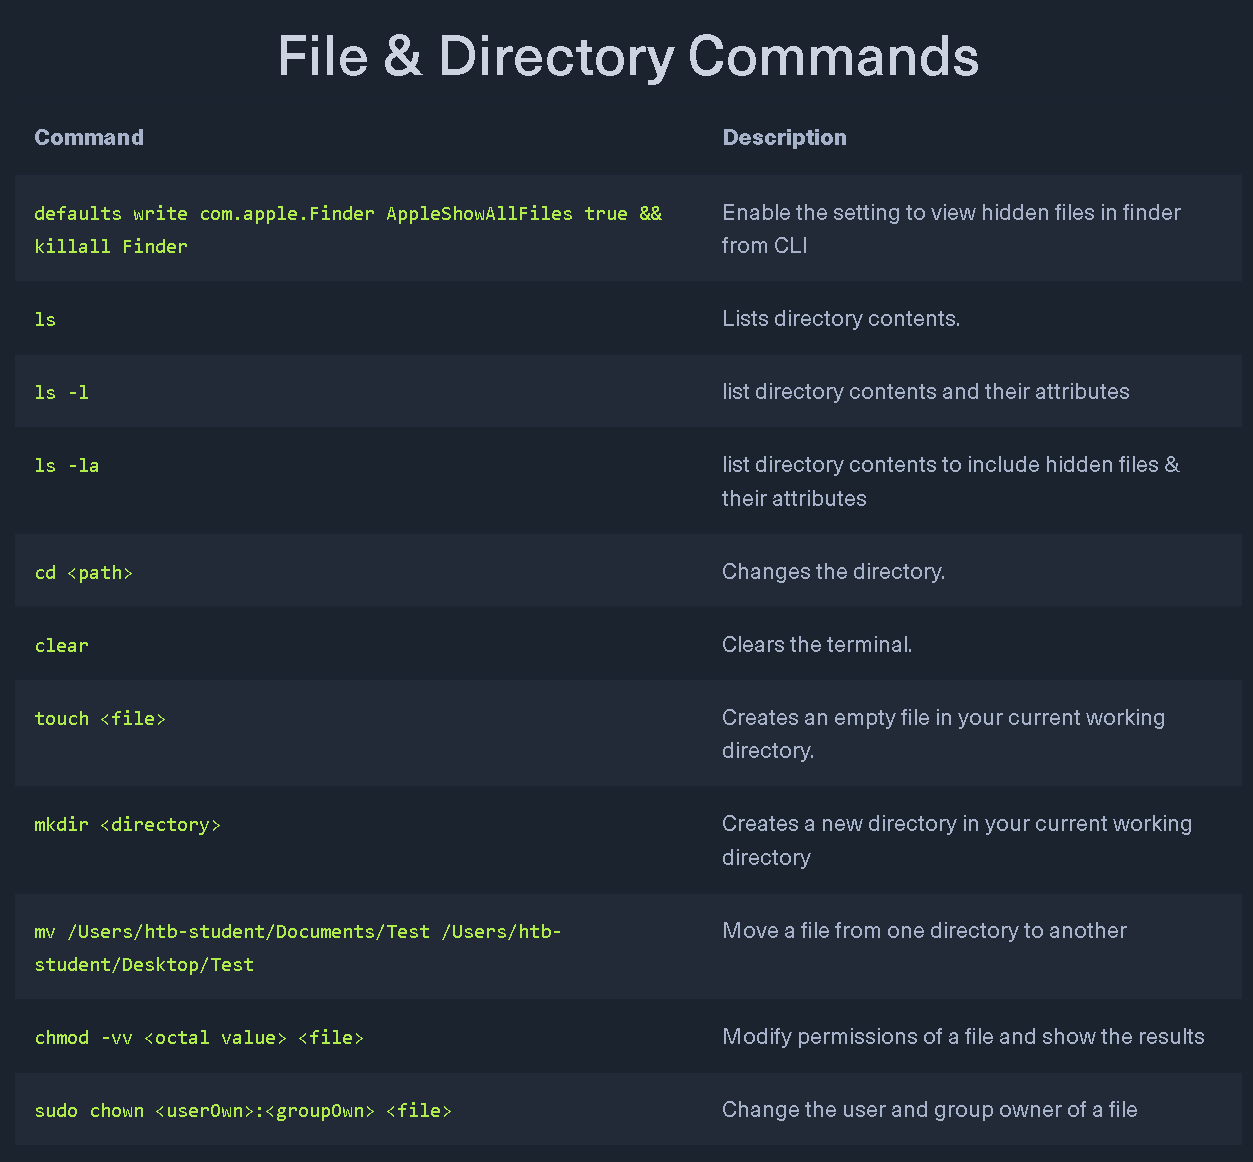 File & Directory Commands
Command Description
defaults write com.apple.Finder AppleShowAllFiles true && Enable the setting to view hidden files in finder
killall Finder from CLI
ls Lists directory contents.
ls -l list directory contents and their attributes
ls -la list directory contents to include hidden files &
their attributes
cd <path> Changes the directory.
clear Clears the terminal.
touch <file> Creates an empty file in your current working
directory.
mkdir <directory> Creates a new directory in your current working
directory
mv /Users/htb-student/Documents/Test /Users/htb- Move a file from one directory to another
student/Desktop/Test
chmod -vv <octal value> <file> Modify permissions of a file and show the results
sudo chown <userOwn>:<groupOwn> <file> Change the user and group owner of a file